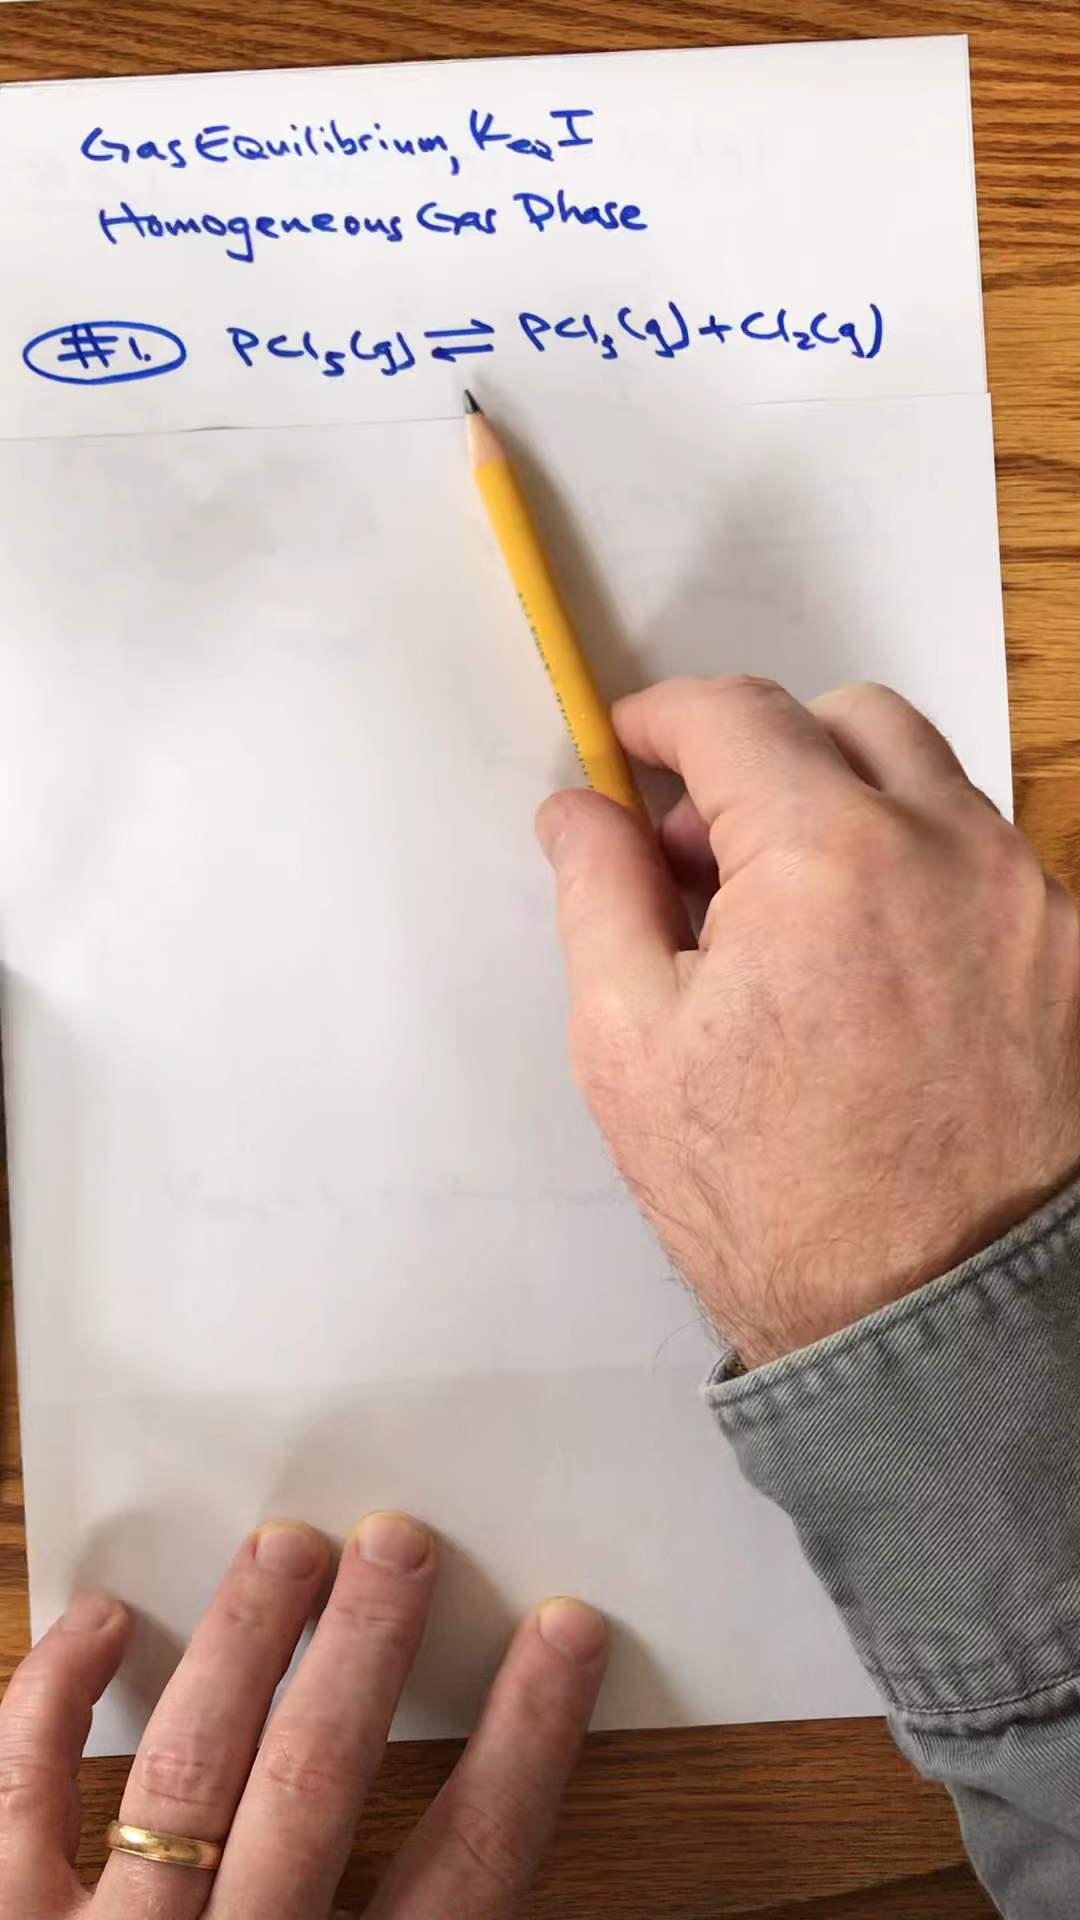 Gas Equilibrium, Keq I
Homogeneous Gas Phase
#1. PCl₅(g) ⇌ PCl₃(g) + Cl₂(g)